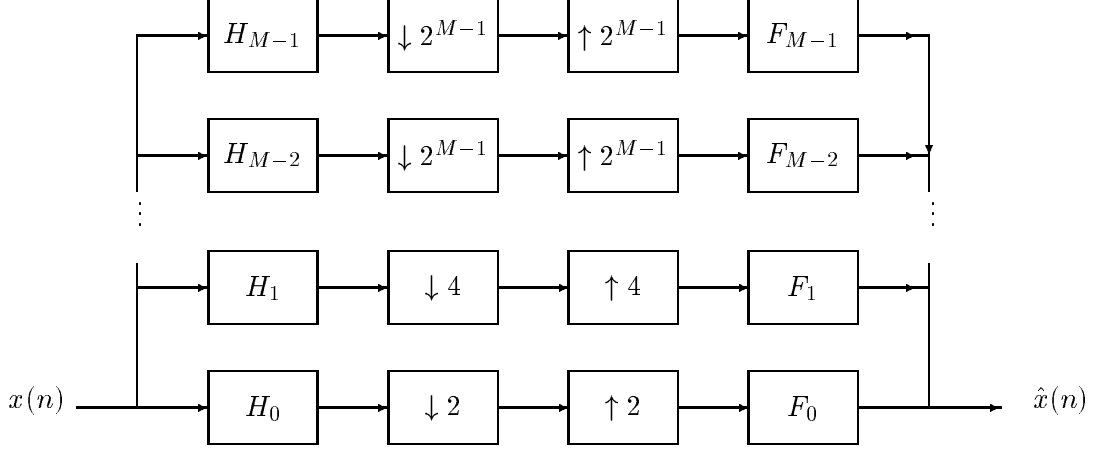 H_{M−1} ↓ 2^{M−1} ↑ 2^{M−1} F_{M−1}
H_{M−2} ↓ 2^{M−1} ↑ 2^{M−1} F_{M−2}
⋮ ⋮
H_1 ↓ 4 ↑ 4 F_1
x(n) H_0 ↓ 2 ↑ 2 F_0 x̂(n)